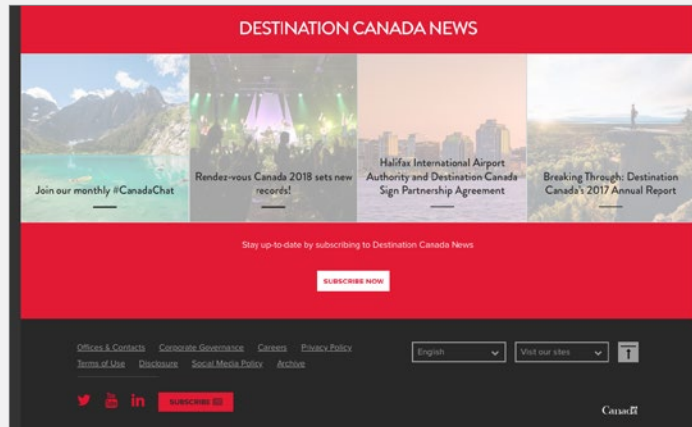 DESTINATION CANADA NEWS
Join our monthly #CanadaChat
Rendez-vous Canada 2018 sets new
records!
Halifax International Airport
Authority and Destination Canada
Sign Partnership Agreement
Breaking Through: Destination
Canada's 2017 Annual Report
Stay up-to-date by subscribing to Destination Canada News
SUBSCRIBE NOW
Offices & Contacts Corporate Governance Careers Privacy Policy
Terms of Use Disclosure Social Media Policy Archive
English
Visit our sites
SUBSCRIBE
Canada